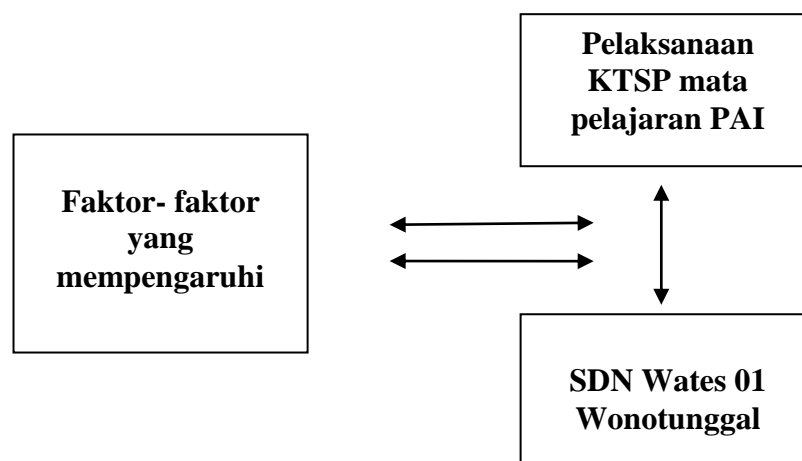 Pelaksanaan
KTSP mata
pelajaran PAI
Faktor- faktor
yang
mempengaruhi
SDN Wates 01
Wonotunggal